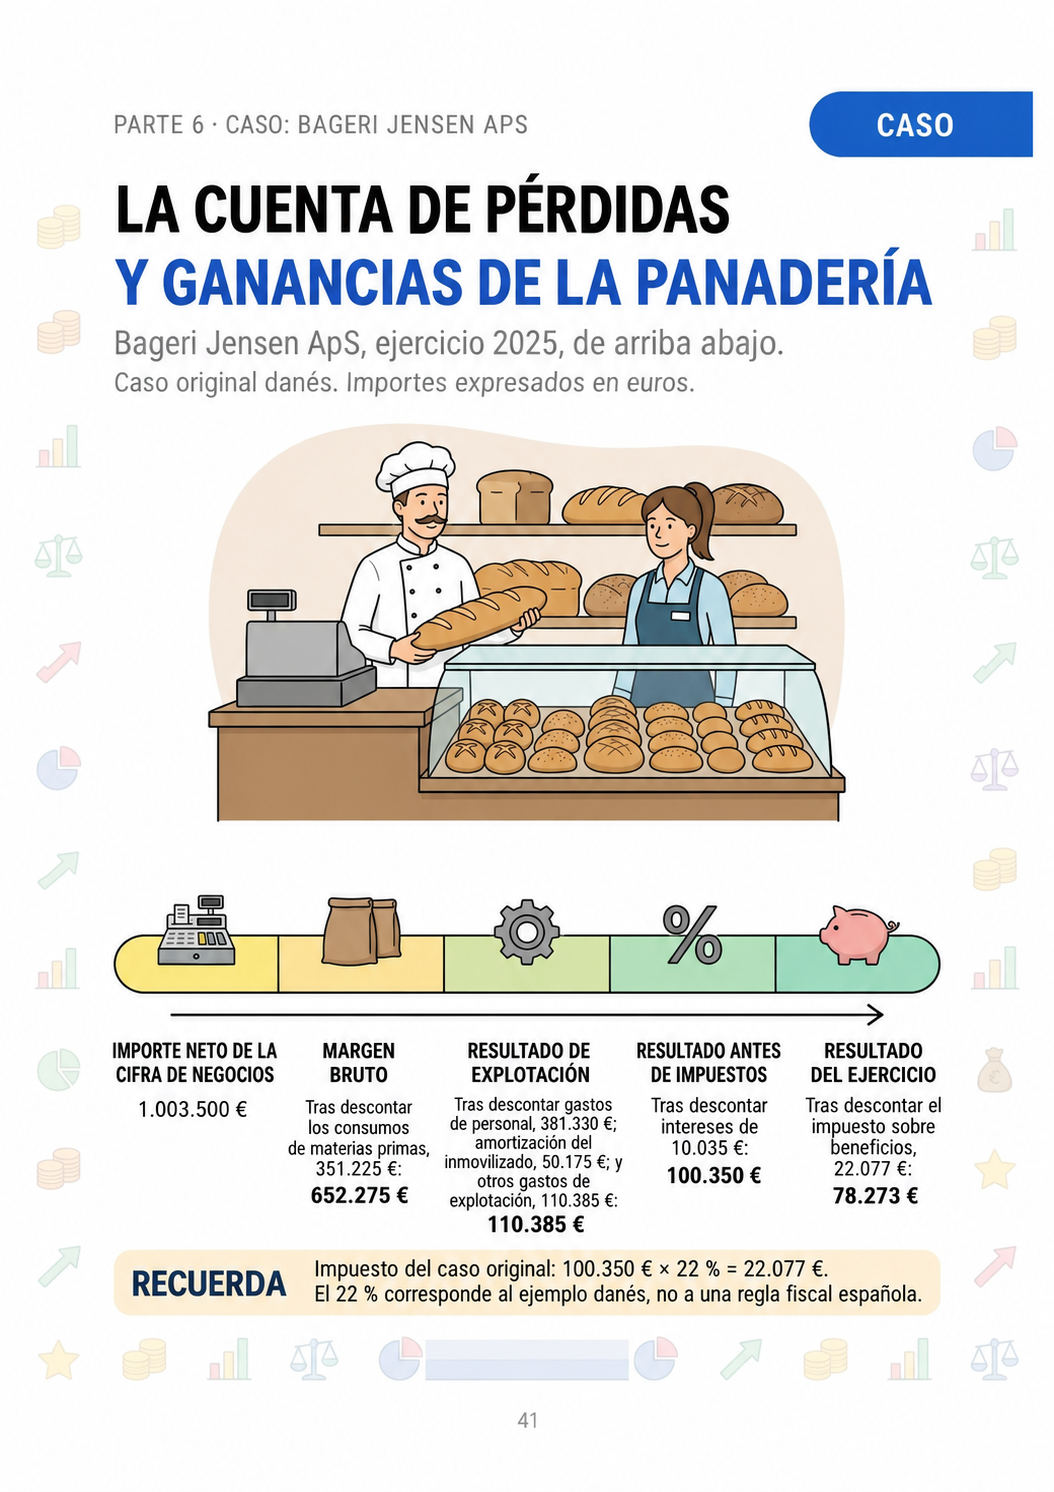 PARTE 6 · CASO: BAGERI JENSEN APS
CASO
LA CUENTA DE PÉRDIDAS
Y GANANCIAS DE LA PANADERÍA
Bageri Jensen ApS, ejercicio 2025, de arriba abajo.
Caso original danés. Importes expresados en euros.
IMPORTE NETO DE LA
CIFRA DE NEGOCIOS
1.003.500 €
MARGEN
BRUTO
Tras descontar
los consumos
de materias primas,
351.225 €:
652.275 €
RESULTADO DE
EXPLOTACIÓN
Tras descontar gastos
de personal, 381.330 €;
amortización del
inmovilizado, 50.175 €; y
otros gastos de
explotación, 110.385 €:
110.385 €
RESULTADO ANTES
DE IMPUESTOS
Tras descontar
intereses de
10.035 €:
100.350 €
RESULTADO
DEL EJERCICIO
Tras descontar el
impuesto sobre
beneficios,
22.077 €:
78.273 €
RECUERDA
Impuesto del caso original: 100.350 € × 22 % = 22.077 €.
El 22 % corresponde al ejemplo danés, no a una regla fiscal española.
41